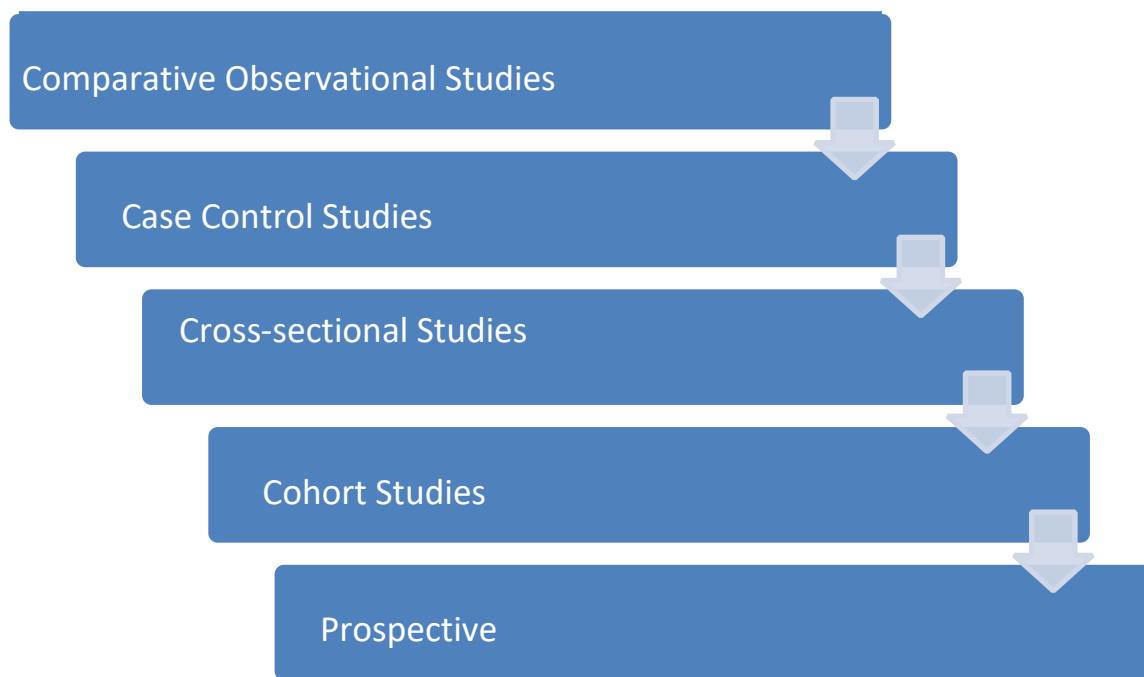 Comparative Observational Studies
Case Control Studies
Cross-sectional Studies
Cohort Studies
Prospective